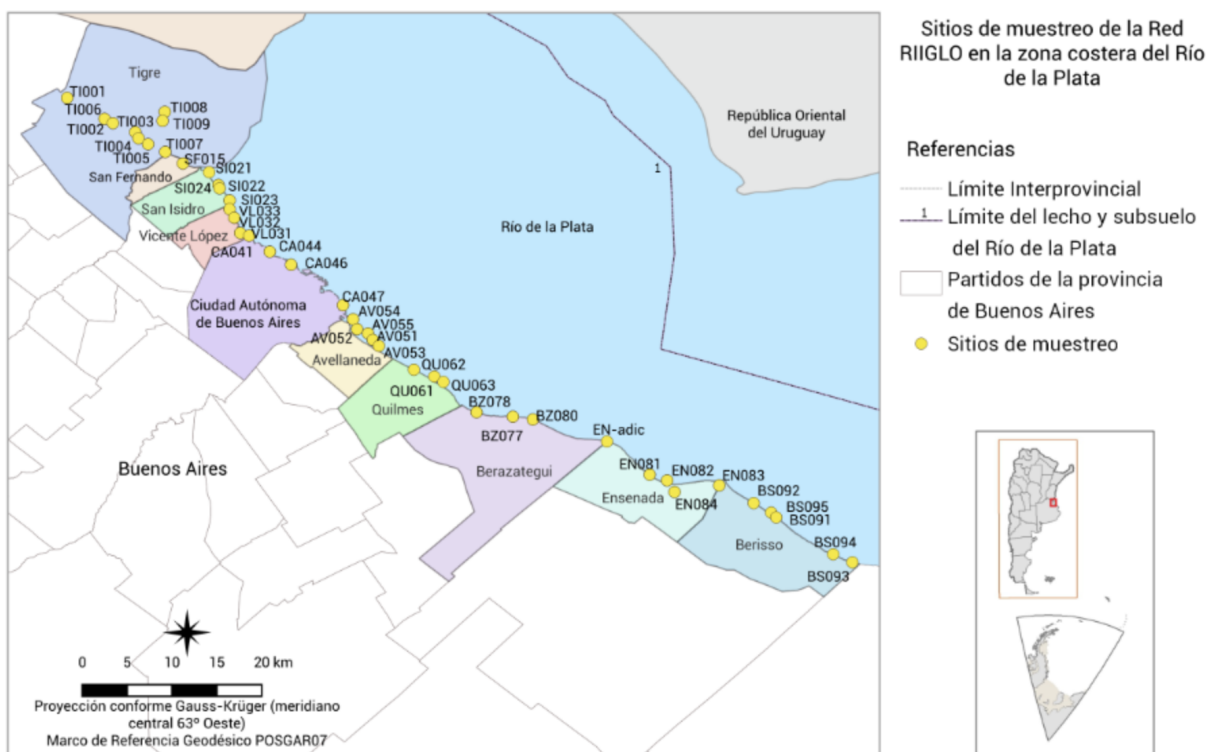 Sitios de muestreo de la Red
RIIGLO en la zona costera del Río
de la Plata
Referencias
Límite Interprovincial
1
Límite del lecho y subsuelo
del Río de la Plata
Partidos de la provincia
de Buenos Aires
Sitios de muestreo
Tigre
TI001
TI006
TI008
TI002
TI003
TI009
TI004
TI007
TI005
SF015
San Fernando
SI021
SI024
SI022
SI023
San Isidro
VL033
VL032
Vicente López
VL031
CA041
CA044
CA046
República Oriental
del Uruguay
1
Río de la Plata
Ciudad Autónoma
de Buenos Aires
CA047
AV054
AV055
AV052
AV051
AV053
Avellaneda
QU062
QU061
QU063
Quilmes
BZ078
BZ077
BZ080
Berazategui
EN-adic
EN081
EN082
EN083
EN084
Ensenada
BS092
BS095
BS091
Berisso
BS094
BS093
Buenos Aires
0 5 10 15 20 km
Proyección conforme Gauss-Krüger (meridiano
central 63º Oeste)
Marco de Referencia Geodésico POSGAR07